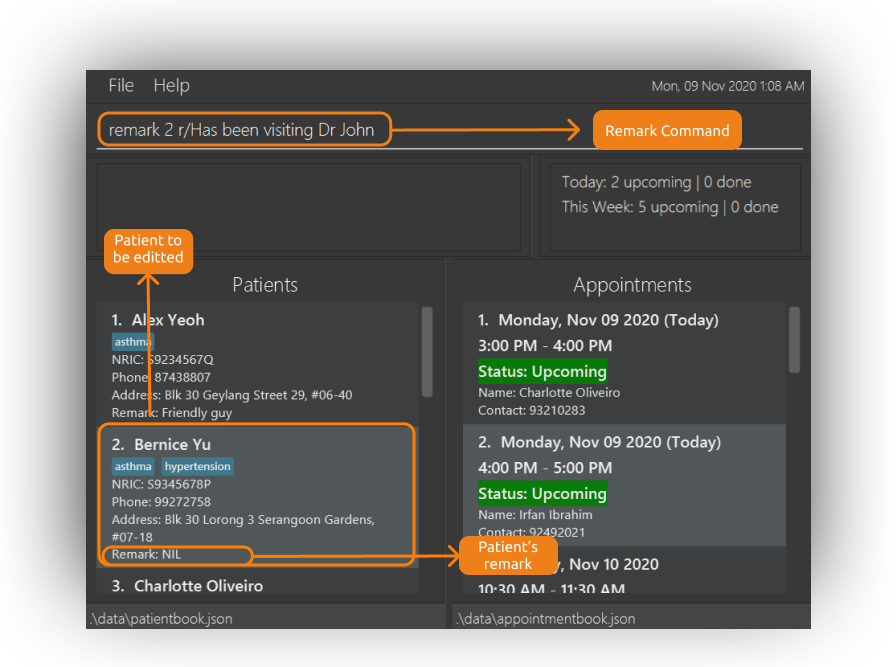 File Help
Mon, 09 Nov 2020 1:08 AM
remark 2 r/Has been visiting Dr John
Remark Command
Today: 2 upcoming | 0 done
This Week: 5 upcoming | 0 done
Patient to
be editted
Patients
1. Alex Yeoh
asthma
NRIC: S9234567Q
Phone: 87438807
Address: Blk 30 Geylang Street 29, #06-40
Remark: Friendly guy
2. Bernice Yu
asthma hypertension
NRIC: S9345678P
Phone: 99272758
Address: Blk 30 Lorong 3 Serangoon Gardens,
#07-18
Remark: NIL
3. Charlotte Oliveiro
Appointments
1. Monday, Nov 09 2020 (Today)
3:00 PM - 4:00 PM
Status: Upcoming
Name: Charlotte Oliveiro
Contact: 93210283
2. Monday, Nov 09 2020 (Today)
4:00 PM - 5:00 PM
Status: Upcoming
Name: Irfan Ibrahim
Contact: 92492021
Patient's
remark
, Nov 10 2020
10:30 AM - 11:30 AM
.\data\patientbook.json
.\data\appointmentbook.json